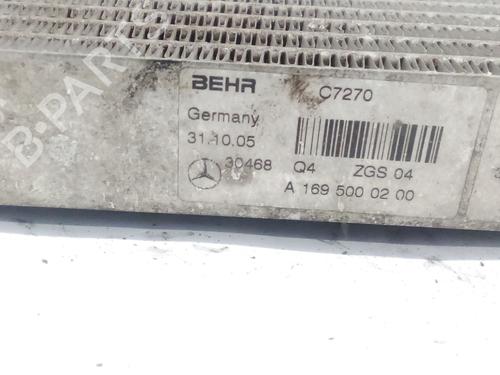 BEHR C7270
Germany
31.10.05
30468 Q4 ZGS 04
A 169 500 02 00
B-PARTS